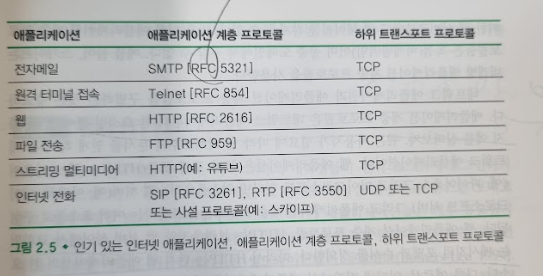 애플리케이션 애플리케이션 계층 프로토콜 하위 트랜스포트 프로토콜
전자메일 SMTP [RFC 5321] TCP
원격 터미널 접속 Telnet [RFC 854] TCP
웹 HTTP [RFC 2616] TCP
파일 전송 FTP [RFC 959] TCP
스트리밍 멀티미디어 HTTP(예: 유튜브) TCP
인터넷 전화 SIP [RFC 3261], RTP [RFC 3550] UDP 또는 TCP
또는 사설 프로토콜(예: 스카이프)
그림 2.5 ◆ 인기 있는 인터넷 애플리케이션, 애플리케이션 계층 프로토콜, 하위 트랜스포트 프로토콜